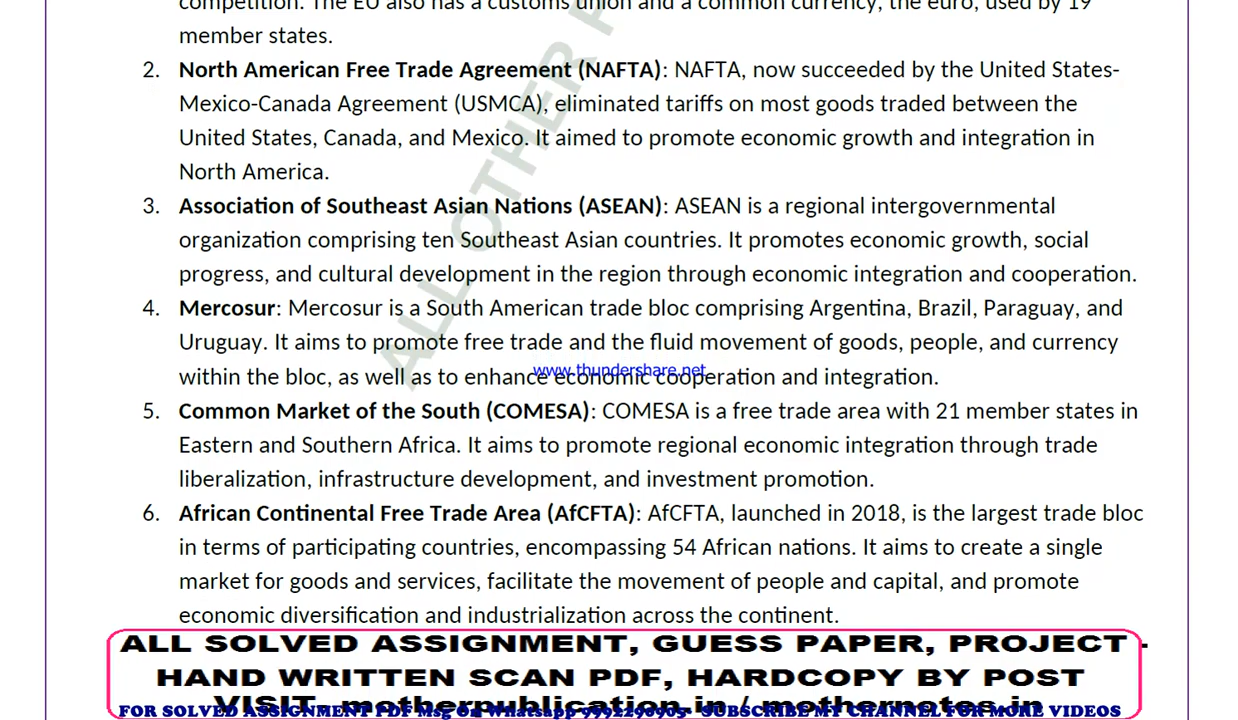 competition. The EU also has a customs union and a common currency, the euro, used by 19
member states.
2. North American Free Trade Agreement (NAFTA): NAFTA, now succeeded by the United States-
Mexico-Canada Agreement (USMCA), eliminated tariffs on most goods traded between the
United States, Canada, and Mexico. It aimed to promote economic growth and integration in
North America.
3. Association of Southeast Asian Nations (ASEAN): ASEAN is a regional intergovernmental
organization comprising ten Southeast Asian countries. It promotes economic growth, social
progress, and cultural development in the region through economic integration and cooperation.
4. Mercosur: Mercosur is a South American trade bloc comprising Argentina, Brazil, Paraguay, and
Uruguay. It aims to promote free trade and the fluid movement of goods, people, and currency
www.thundershare.net
within the bloc, as well as to enhance economic cooperation and integration.
5. Common Market of the South (COMESA): COMESA is a free trade area with 21 member states in
Eastern and Southern Africa. It aims to promote regional economic integration through trade
liberalization, infrastructure development, and investment promotion.
6. African Continental Free Trade Area (AfCFTA): AfCFTA, launched in 2018, is the largest trade bloc
in terms of participating countries, encompassing 54 African nations. It aims to create a single
market for goods and services, facilitate the movement of people and capital, and promote
economic diversification and industrialization across the continent.
ALL OTHER
ALL SOLVED ASSIGNMENT, GUESS PAPER, PROJECT -
HAND WRITTEN SCAN PDF, HARDCOPY BY POST
VISIT motherpublication.in/ mothernotes.in
FOR SOLVED ASSIGNMENT PDF Msg On Whatsapp 9992298905- SUBSCRIBE MY CHANNEL FOR MORE VIDEOS